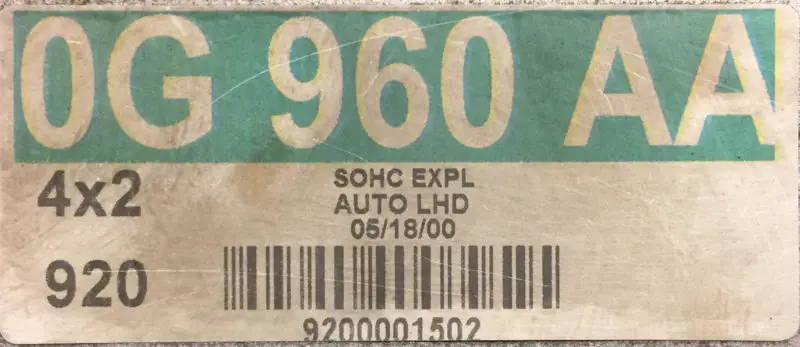 0G 960 AA
4x2
SOHC EXPL
AUTO LHD
05/18/00
920
9200001502